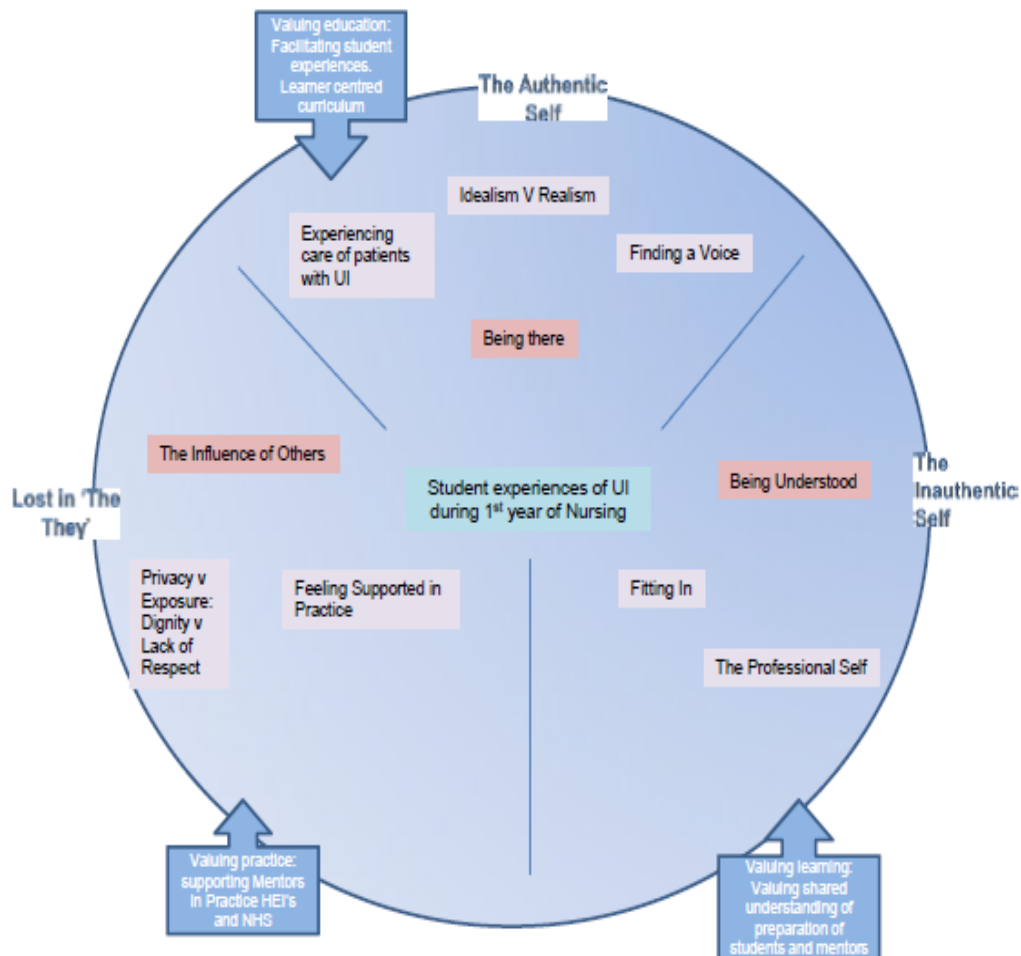 Valuing education:
Facilitating student
experiences.
Learner centred
curriculum
The Authentic
Self
Idealism V Realism
Experiencing
care of patients
with UI
Finding a Voice
Being there
The Influence of Others
Being Understood
Student experiences of UI
during 1st year of Nursing
Lost in 'The
They'
The
Inauthentic
Self
Privacy v
Exposure:
Dignity v
Lack of
Respect
Feeling Supported in
Practice
Fitting In
The Professional Self
Valuing practice:
supporting Mentors
in Practice HEI's
and NHS
Valuing learning:
Valuing shared
understanding of
preparation of
students and mentors